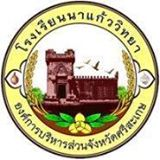 โรงเรียนนาแก้ววิทยา
องค์การบริหารส่วนจังหวัดศรีสะเกษ